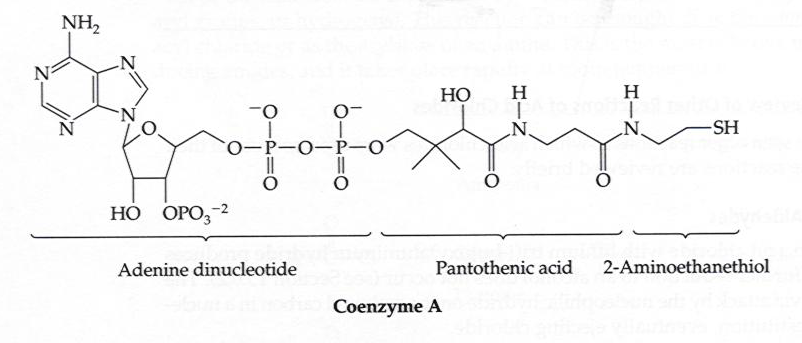 NH₂
N
N
N
N
O
HO
OPO₃⁻²
O
⁻O
P
O
O
O⁻
P
O
O
HO
O
H
N
O
H
N
SH
Adenine dinucleotide
Pantothenic acid
2-Aminoethanethiol
Coenzyme A